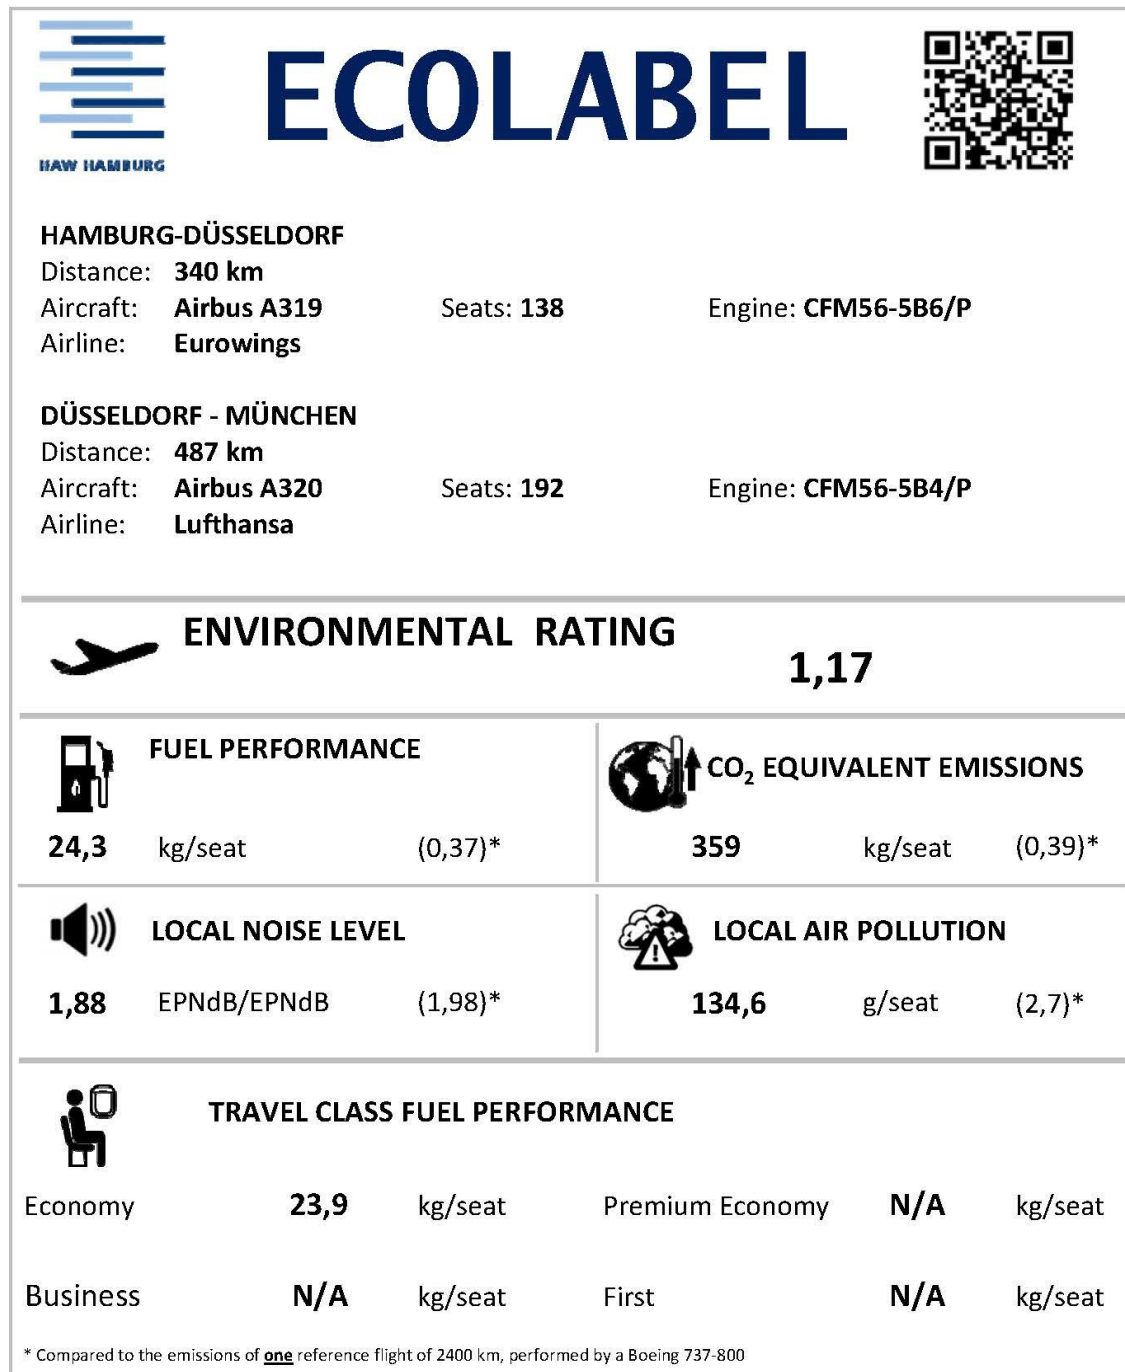 HAW HAMBURG
ECOLABEL
HAMBURG-DÜSSELDORF
Distance: 340 km
Aircraft: Airbus A319 Seats: 138 Engine: CFM56-5B6/P
Airline: Eurowings
DÜSSELDORF - MÜNCHEN
Distance: 487 km
Aircraft: Airbus A320 Seats: 192 Engine: CFM56-5B4/P
Airline: Lufthansa
ENVIRONMENTAL RATING
1,17
FUEL PERFORMANCE
24,3 kg/seat (0,37)*
CO₂ EQUIVALENT EMISSIONS
359 kg/seat (0,39)*
LOCAL NOISE LEVEL
1,88 EPNdB/EPNdB (1,98)*
LOCAL AIR POLLUTION
134,6 g/seat (2,7)*
TRAVEL CLASS FUEL PERFORMANCE
Economy 23,9 kg/seat Premium Economy N/A kg/seat
Business N/A kg/seat First N/A kg/seat
* Compared to the emissions of one reference flight of 2400 km, performed by a Boeing 737-800